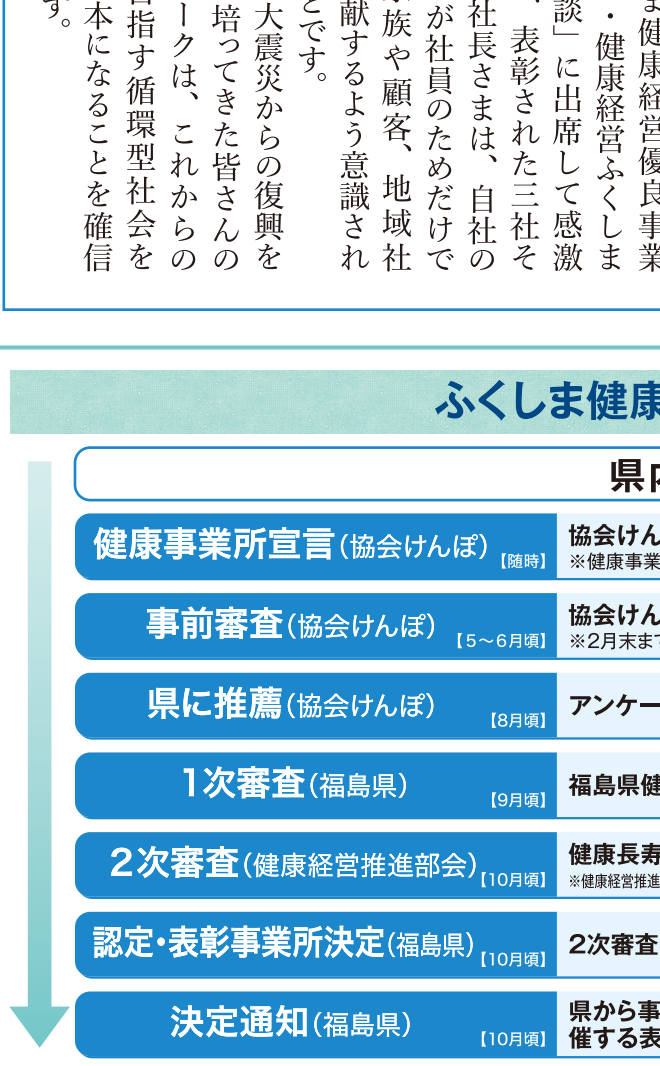 ま健康経営優良事業
・健康経営ふくしま
談」に出席して感激
、表彰された三社そ
社長さまは、自社の
が社員のためだけで
族や顧客、地域社
献するよう意識され
とです。
大震災からの復興を
培ってきた皆さんの
ークは、これからの
目指す循環型社会を
本になることを確信
す。
ふくしま健康
県内
健康事業所宣言(協会けんぽ)【随時】
協会けん
※健康事業
事前審査(協会けんぽ)【5〜6月頃】
協会けん
※2月末まで
県に推薦(協会けんぽ)【8月頃】
アンケー
1次審査(福島県)【9月頃】
福島県健
2次審査(健康経営推進部会)【10月頃】
健康長寿
※健康経営推進
認定・表彰事業所決定(福島県)【10月頃】
2次審査
決定通知(福島県)【10月頃】
県から事
催する表